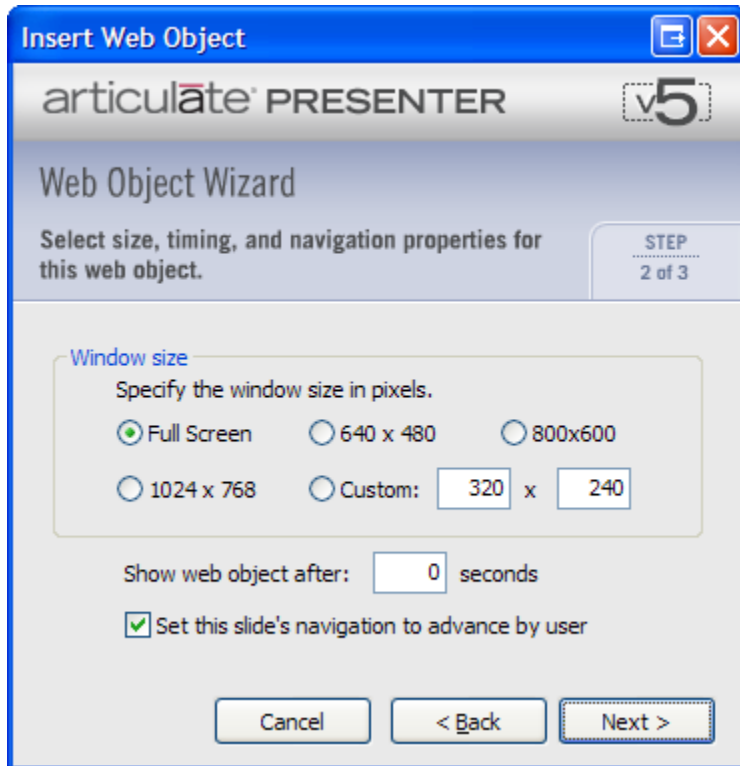 Insert Web Object
articulāte® PRESENTER v5
Web Object Wizard
Select size, timing, and navigation properties for
this web object.
STEP
2 of 3
Window size
Specify the window size in pixels.
Full Screen 640 x 480 800x600
1024 x 768 Custom: 320 x 240
Show web object after: 0 seconds
Set this slide's navigation to advance by user
Cancel < Back Next >